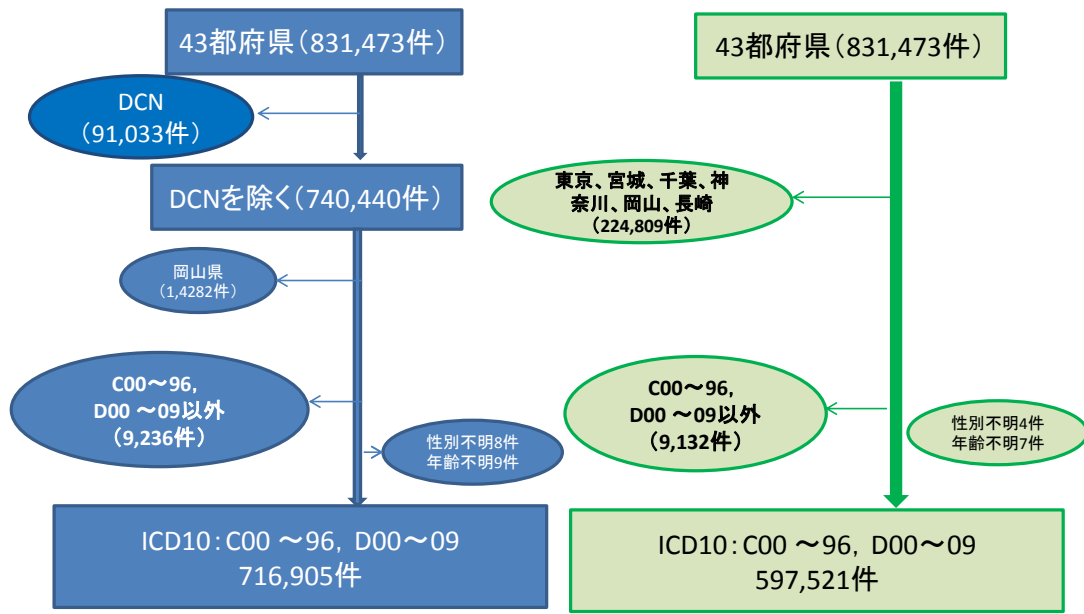 43都府県（831,473件）
DCN
（91,033件）
DCNを除く（740,440件）
岡山県
（1,4282件）
C00～96,
D00 ～09以外
（9,236件）
性別不明8件
年齢不明9件
ICD10：C00 ～96, D00～09
716,905件
43都府県（831,473件）
東京、宮城、千葉、神
奈川、岡山、長崎
（224,809件）
C00～96,
D00 ～09以外
（9,132件）
性別不明4件
年齢不明7件
ICD10：C00 ～96, D00～09
597,521件